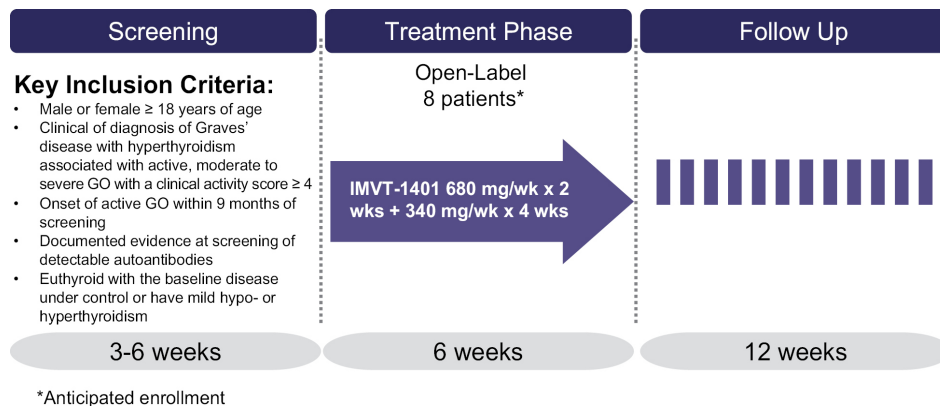 Screening
Treatment Phase
Follow Up
Key Inclusion Criteria:
• Male or female ≥ 18 years of age
• Clinical of diagnosis of Graves'
disease with hyperthyroidism
associated with active, moderate to
severe GO with a clinical activity score ≥ 4
• Onset of active GO within 9 months of
screening
• Documented evidence at screening of
detectable autoantibodies
• Euthyroid with the baseline disease
under control or have mild hypo- or
hyperthyroidism
Open-Label
8 patients*
IMVT-1401 680 mg/wk x 2
wks + 340 mg/wk x 4 wks
3-6 weeks
6 weeks
12 weeks
*Anticipated enrollment